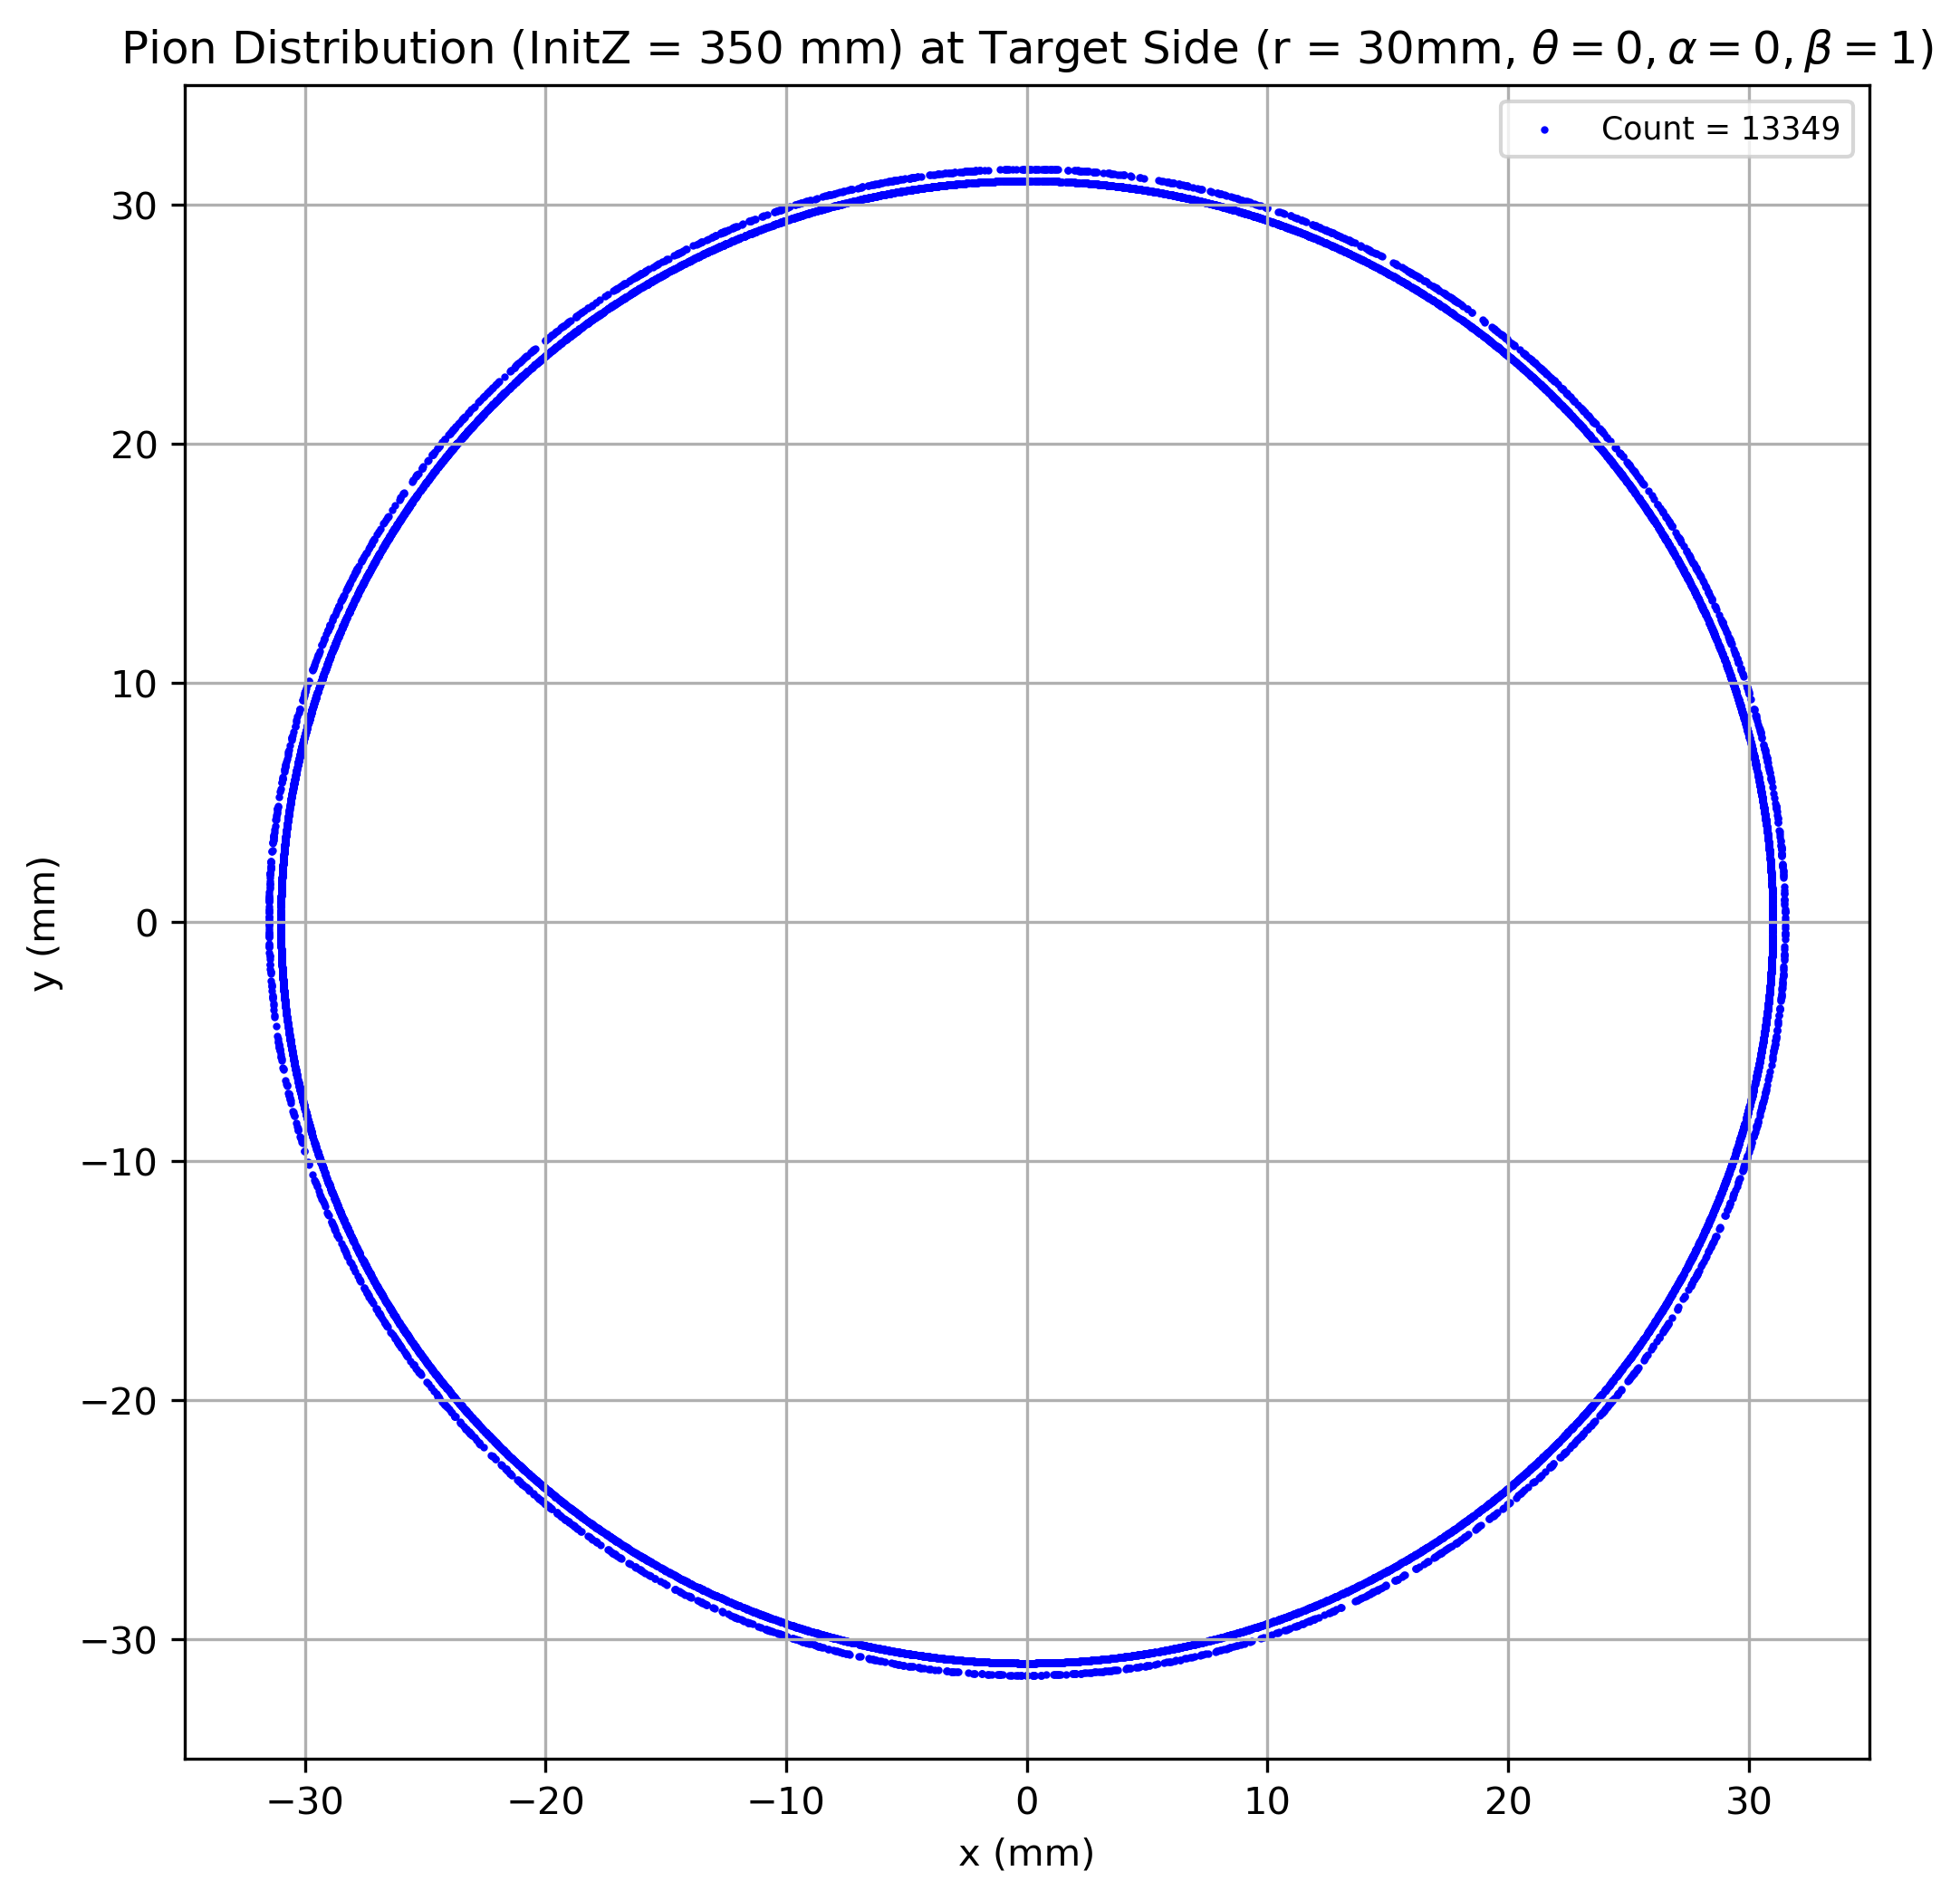 Pion Distribution (InitZ = 350 mm) at Target Side (r = 30mm, θ = 0, α = 0, β = 1)
Count = 13349
30
20
10
0
−10
−20
−30
y (mm)
−30 −20 −10 0 10 20 30
x (mm)